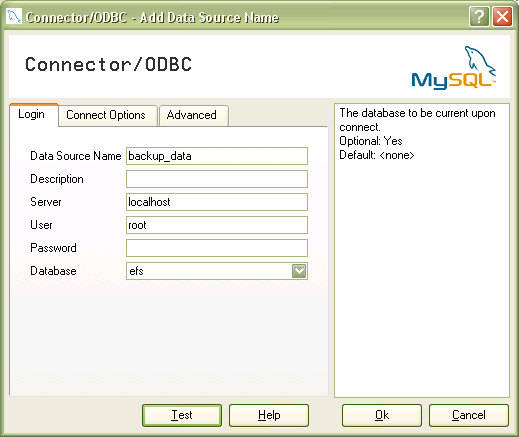 Connector/ODBC - Add Data Source Name
Connector/ODBC
MySQL
Login
Connect Options
Advanced
Data Source Name backup_data
Description
Server localhost
User root
Password
Database efs
The database to be current upon
connect.
Optional: Yes
Default: <none>
Test
Help
Ok
Cancel